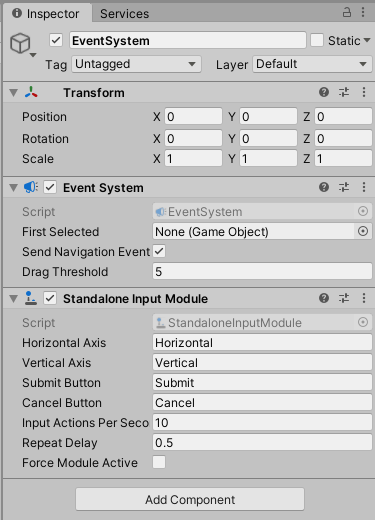 Inspector Services
EventSystem Static
Tag Untagged Layer Default
Transform
Position X 0 Y 0 Z 0
Rotation X 0 Y 0 Z 0
Scale X 1 Y 1 Z 1
Event System
Script EventSystem
First Selected None (Game Object)
Send Navigation Event
Drag Threshold 5
Standalone Input Module
Script StandaloneInputModule
Horizontal Axis Horizontal
Vertical Axis Vertical
Submit Button Submit
Cancel Button Cancel
Input Actions Per Seco 10
Repeat Delay 0.5
Force Module Active
Add Component